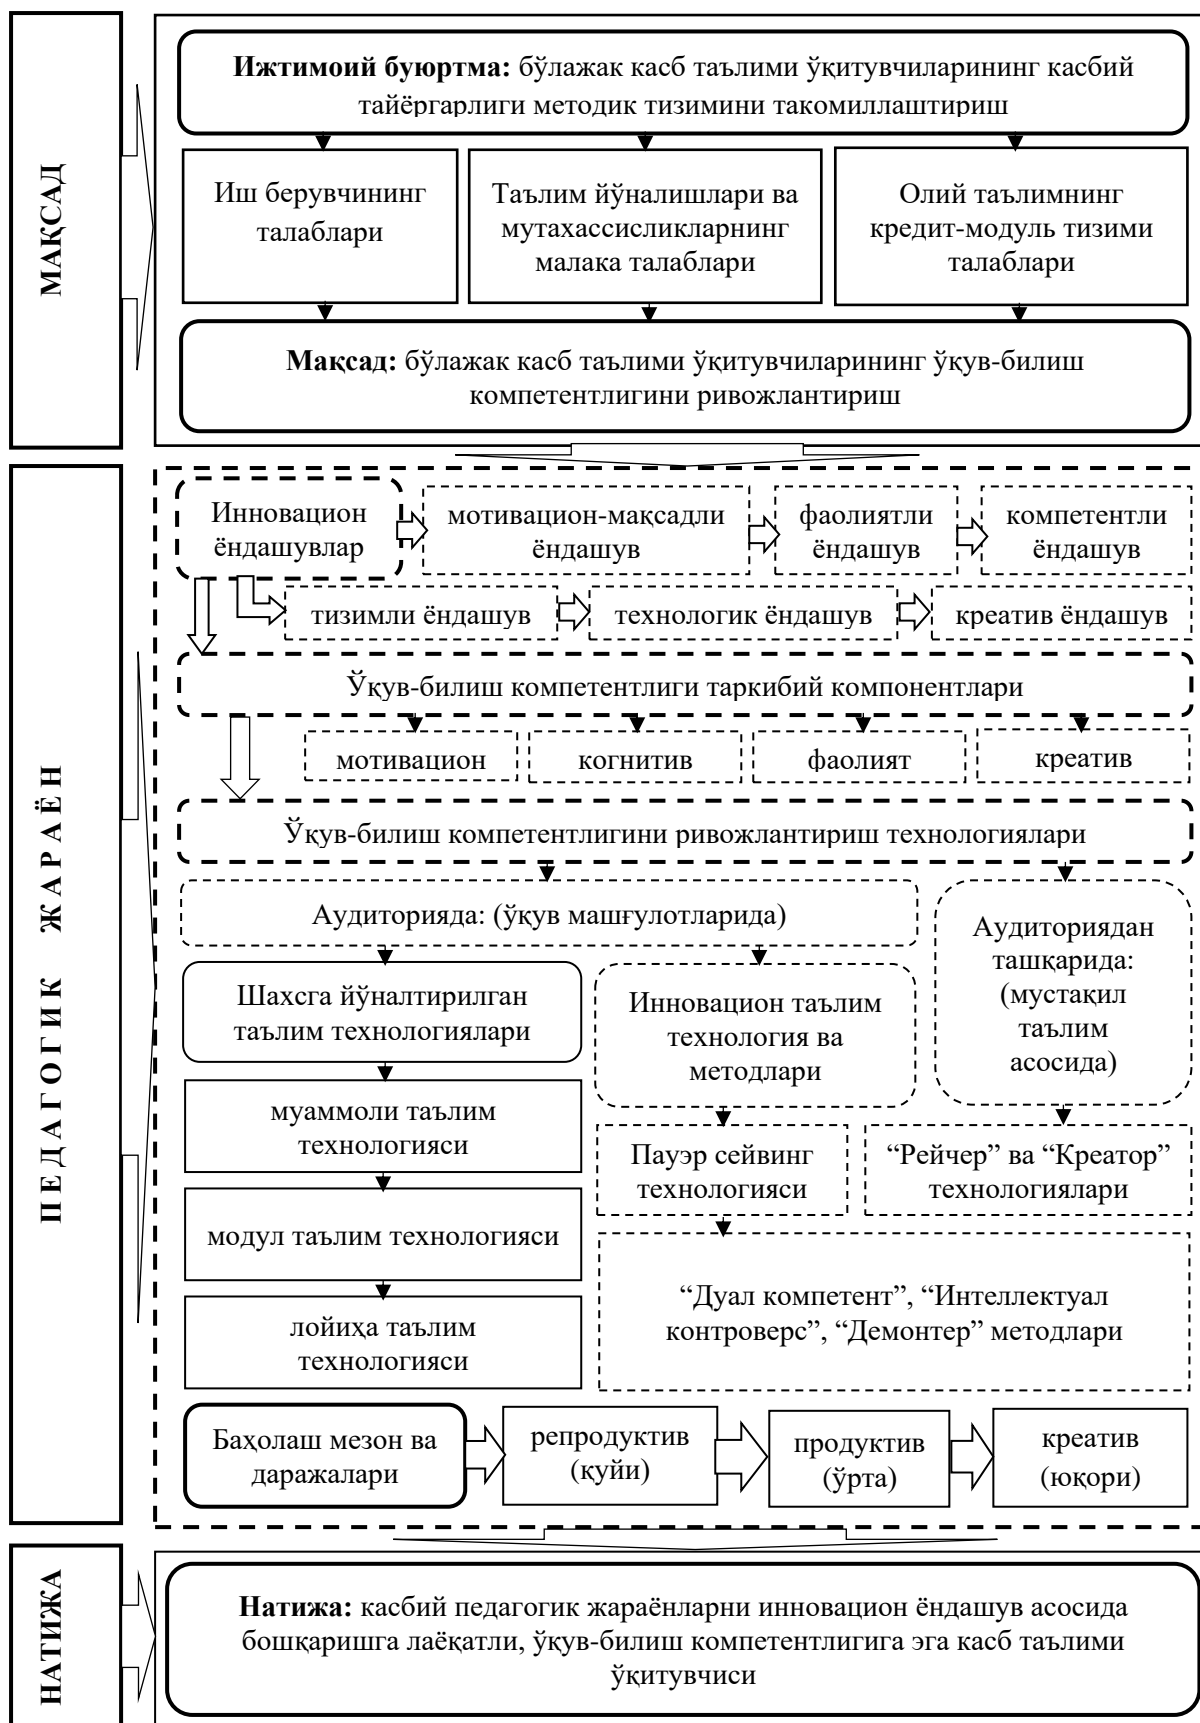 МАҚСАД
Ижтимоий буюртма: бўлажак касб таълими ўқитувчиларининг касбий
тайёргарлиги методик тизимини такомиллаштириш
Иш берувчининг
талаблари
Таълим йўналишлари ва
мутахассисликларнинг
малака талаблари
Олий таълимнинг
кредит-модуль тизими
талаблари
Мақсад: бўлажак касб таълими ўқитувчиларининг ўқув-билиш
компетентлигини ривожлантириш
ПЕДАГОГИК ЖАРАЁН
Инновацион
ёндашувлар
мотивацион-мақсадли
ёндашув
фаолиятли
ёндашув
компетентли
ёндашув
тизимли ёндашув
технологик ёндашув
креатив ёндашув
Ўқув-билиш компетентлиги таркибий компонентлари
мотивацион
когнитив
фаолият
креатив
Ўқув-билиш компетентлигини ривожлантириш технологиялари
Аудиторияда: (ўқув машғулотларида)
Аудиториядан
ташқарида:
(мустақил
таълим
асосида)
Шахсга йўналтирилган
таълим технологиялари
Инновацион таълим
технология ва
методлари
муаммоли таълим
технологияси
Пауэр сейвинг
технологияси
“Рейчер” ва “Креатор”
технологиялари
модул таълим технологияси
“Дуал компетент”, “Интеллектуал
контроверс”, “Демонтер” методлари
лойиҳа таълим
технологияси
Баҳолаш мезон ва
даражалари
репродуктив
(қуйи)
продуктив
(ўрта)
креатив
(юқори)
НАТИЖА
Натижа: касбий педагогик жараёнларни инновацион ёндашув асосида
бошқаришга лаёқатли, ўқув-билиш компетентлигига эга касб таълими
ўқитувчиси